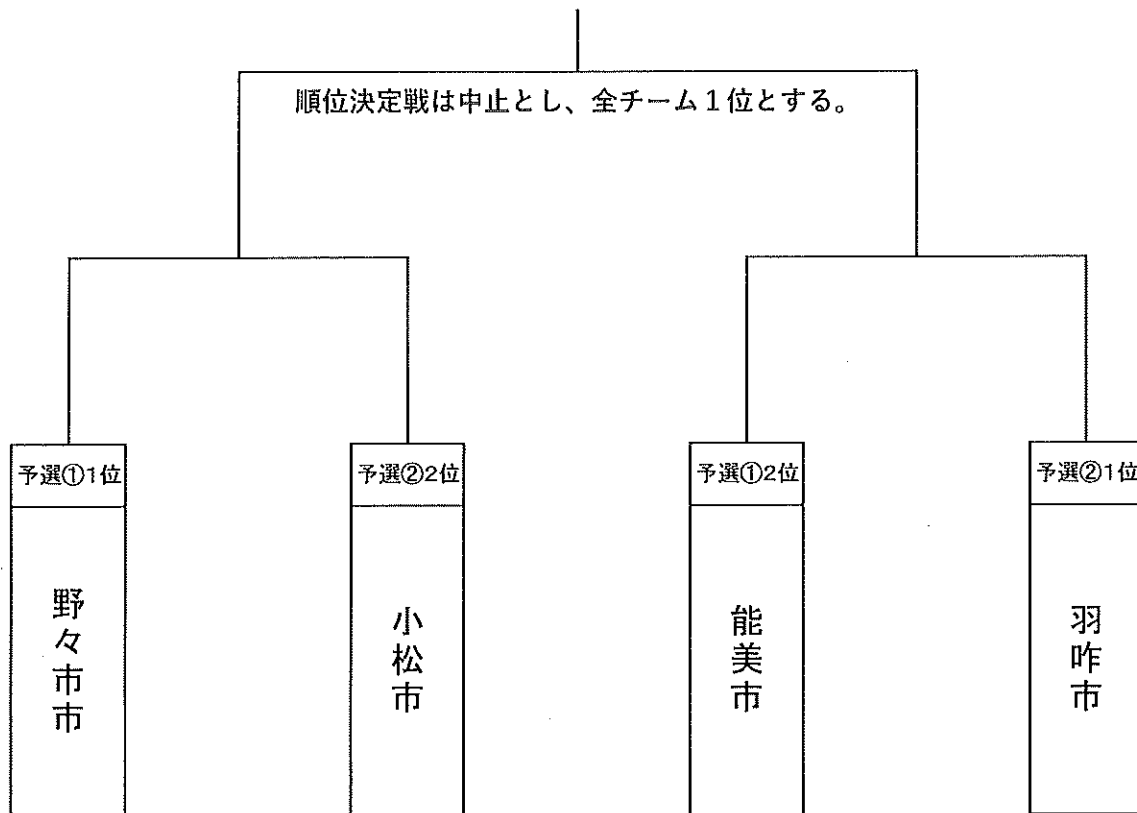 順位決定戦は中止とし、全チーム１位とする。
予選①1位
予選②2位
予選①2位
予選②1位
野々市市
小松市
能美市
羽咋市